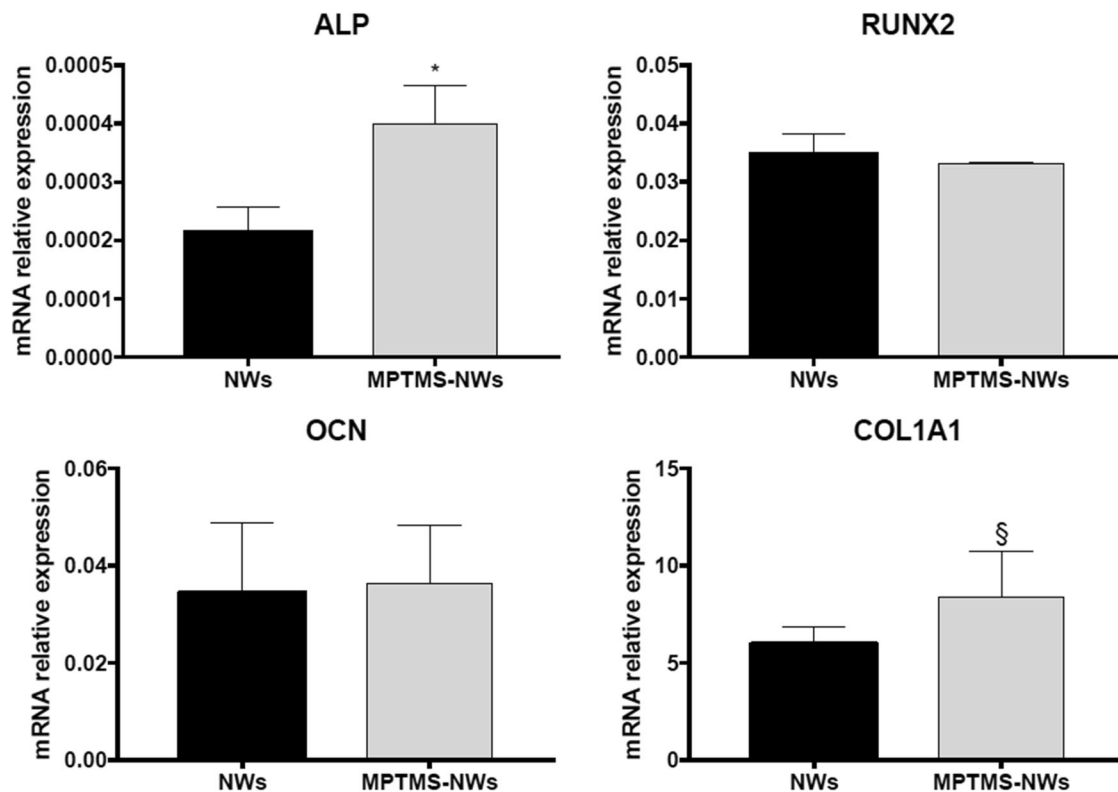 ALP
mRNA relative expression
0.0005
0.0004
0.0003
0.0002
0.0001
0.0000
*
NWs MPTMS-NWs
RUNX2
mRNA relative expression
0.05
0.04
0.03
0.02
0.01
0.00
NWs MPTMS-NWs
OCN
mRNA relative expression
0.06
0.04
0.02
0.00
NWs MPTMS-NWs
COL1A1
mRNA relative expression
15
10
5
0
§
NWs MPTMS-NWs